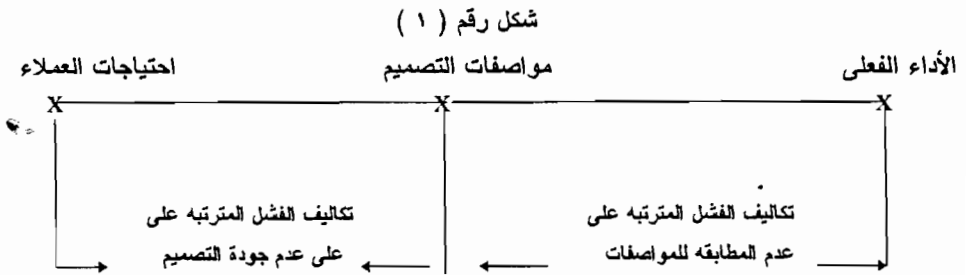 شكل رقم ( ١ )
الأداء الفعلى
مواصفات التصميم
احتياجات العملاء
X
X
X
تكاليف الفشل المترتبه على
عدم المطابقه للمواصفات
تكاليف الفشل المترتبه على
على عدم جودة التصميم